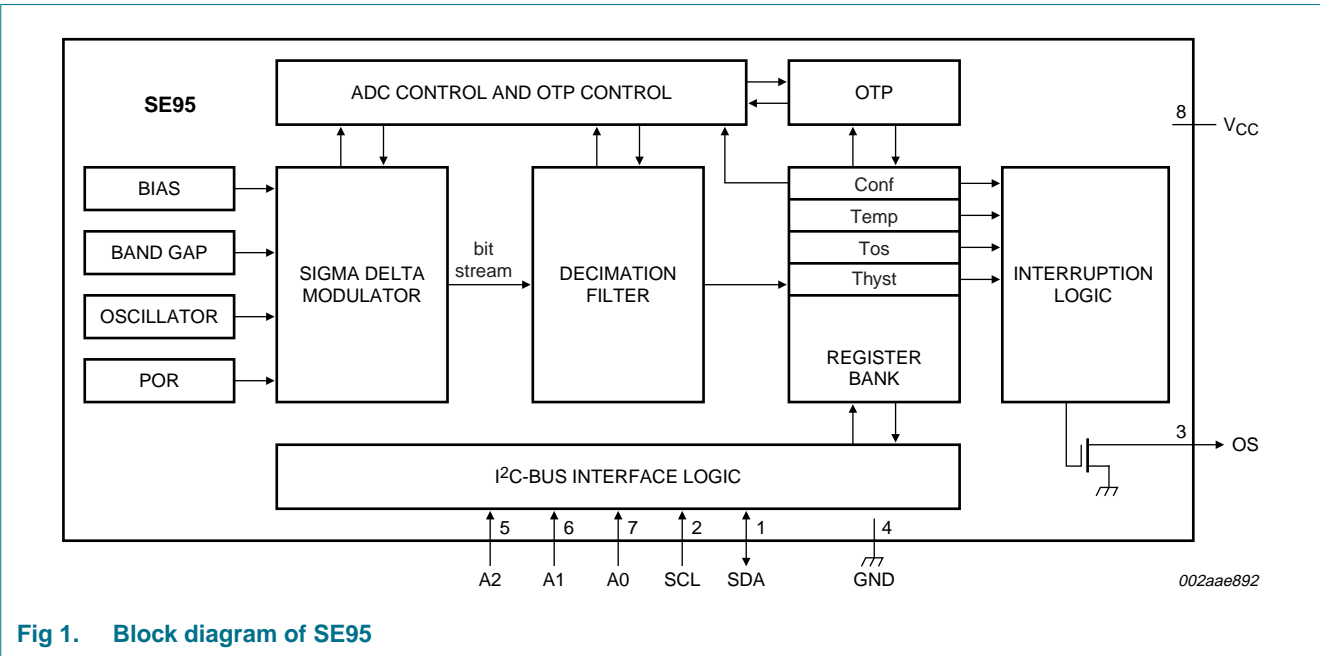 SE95
ADC CONTROL AND OTP CONTROL
OTP
8
VCC
BIAS
BAND GAP
OSCILLATOR
POR
SIGMA DELTA
MODULATOR
bit
stream
DECIMATION
FILTER
Conf
Temp
Tos
Thyst
REGISTER
BANK
INTERRUPTION
LOGIC
3
OS
I2C-BUS INTERFACE LOGIC
5
6
7
2
1
4
A2
A1
A0
SCL
SDA
GND
002aae892
Fig 1. Block diagram of SE95